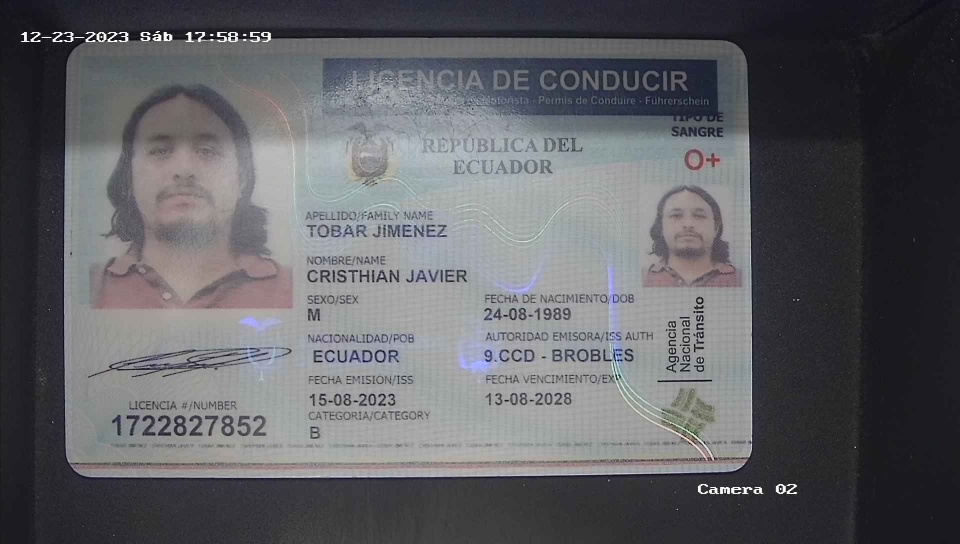 12-23-2023 Sáb 17:58:59
LICENCIA DE CONDUCIR
- Permis de Conduire - Führerschein
TIPO DE
SANGRE
O+
REPÚBLICA DEL
ECUADOR
APELLIDO/FAMILY NAME
TOBAR JIMENEZ
NOMBRE/NAME
CRISTHIAN JAVIER
SEXO/SEX
M
FECHA DE NACIMIENTO/DOB
24-08-1989
NACIONALIDAD/POB
ECUADOR
AUTORIDAD EMISORA/ISS AUTH
9.CCD - BROBLES
FECHA EMISION/ISS
15-08-2023
FECHA VENCIMIENTO/EXP
13-08-2028
CATEGORIA/CATEGORY
B
LICENCIA #/NUMBER
1722827852
Agencia
Nacional
de Tránsito
Camera 02